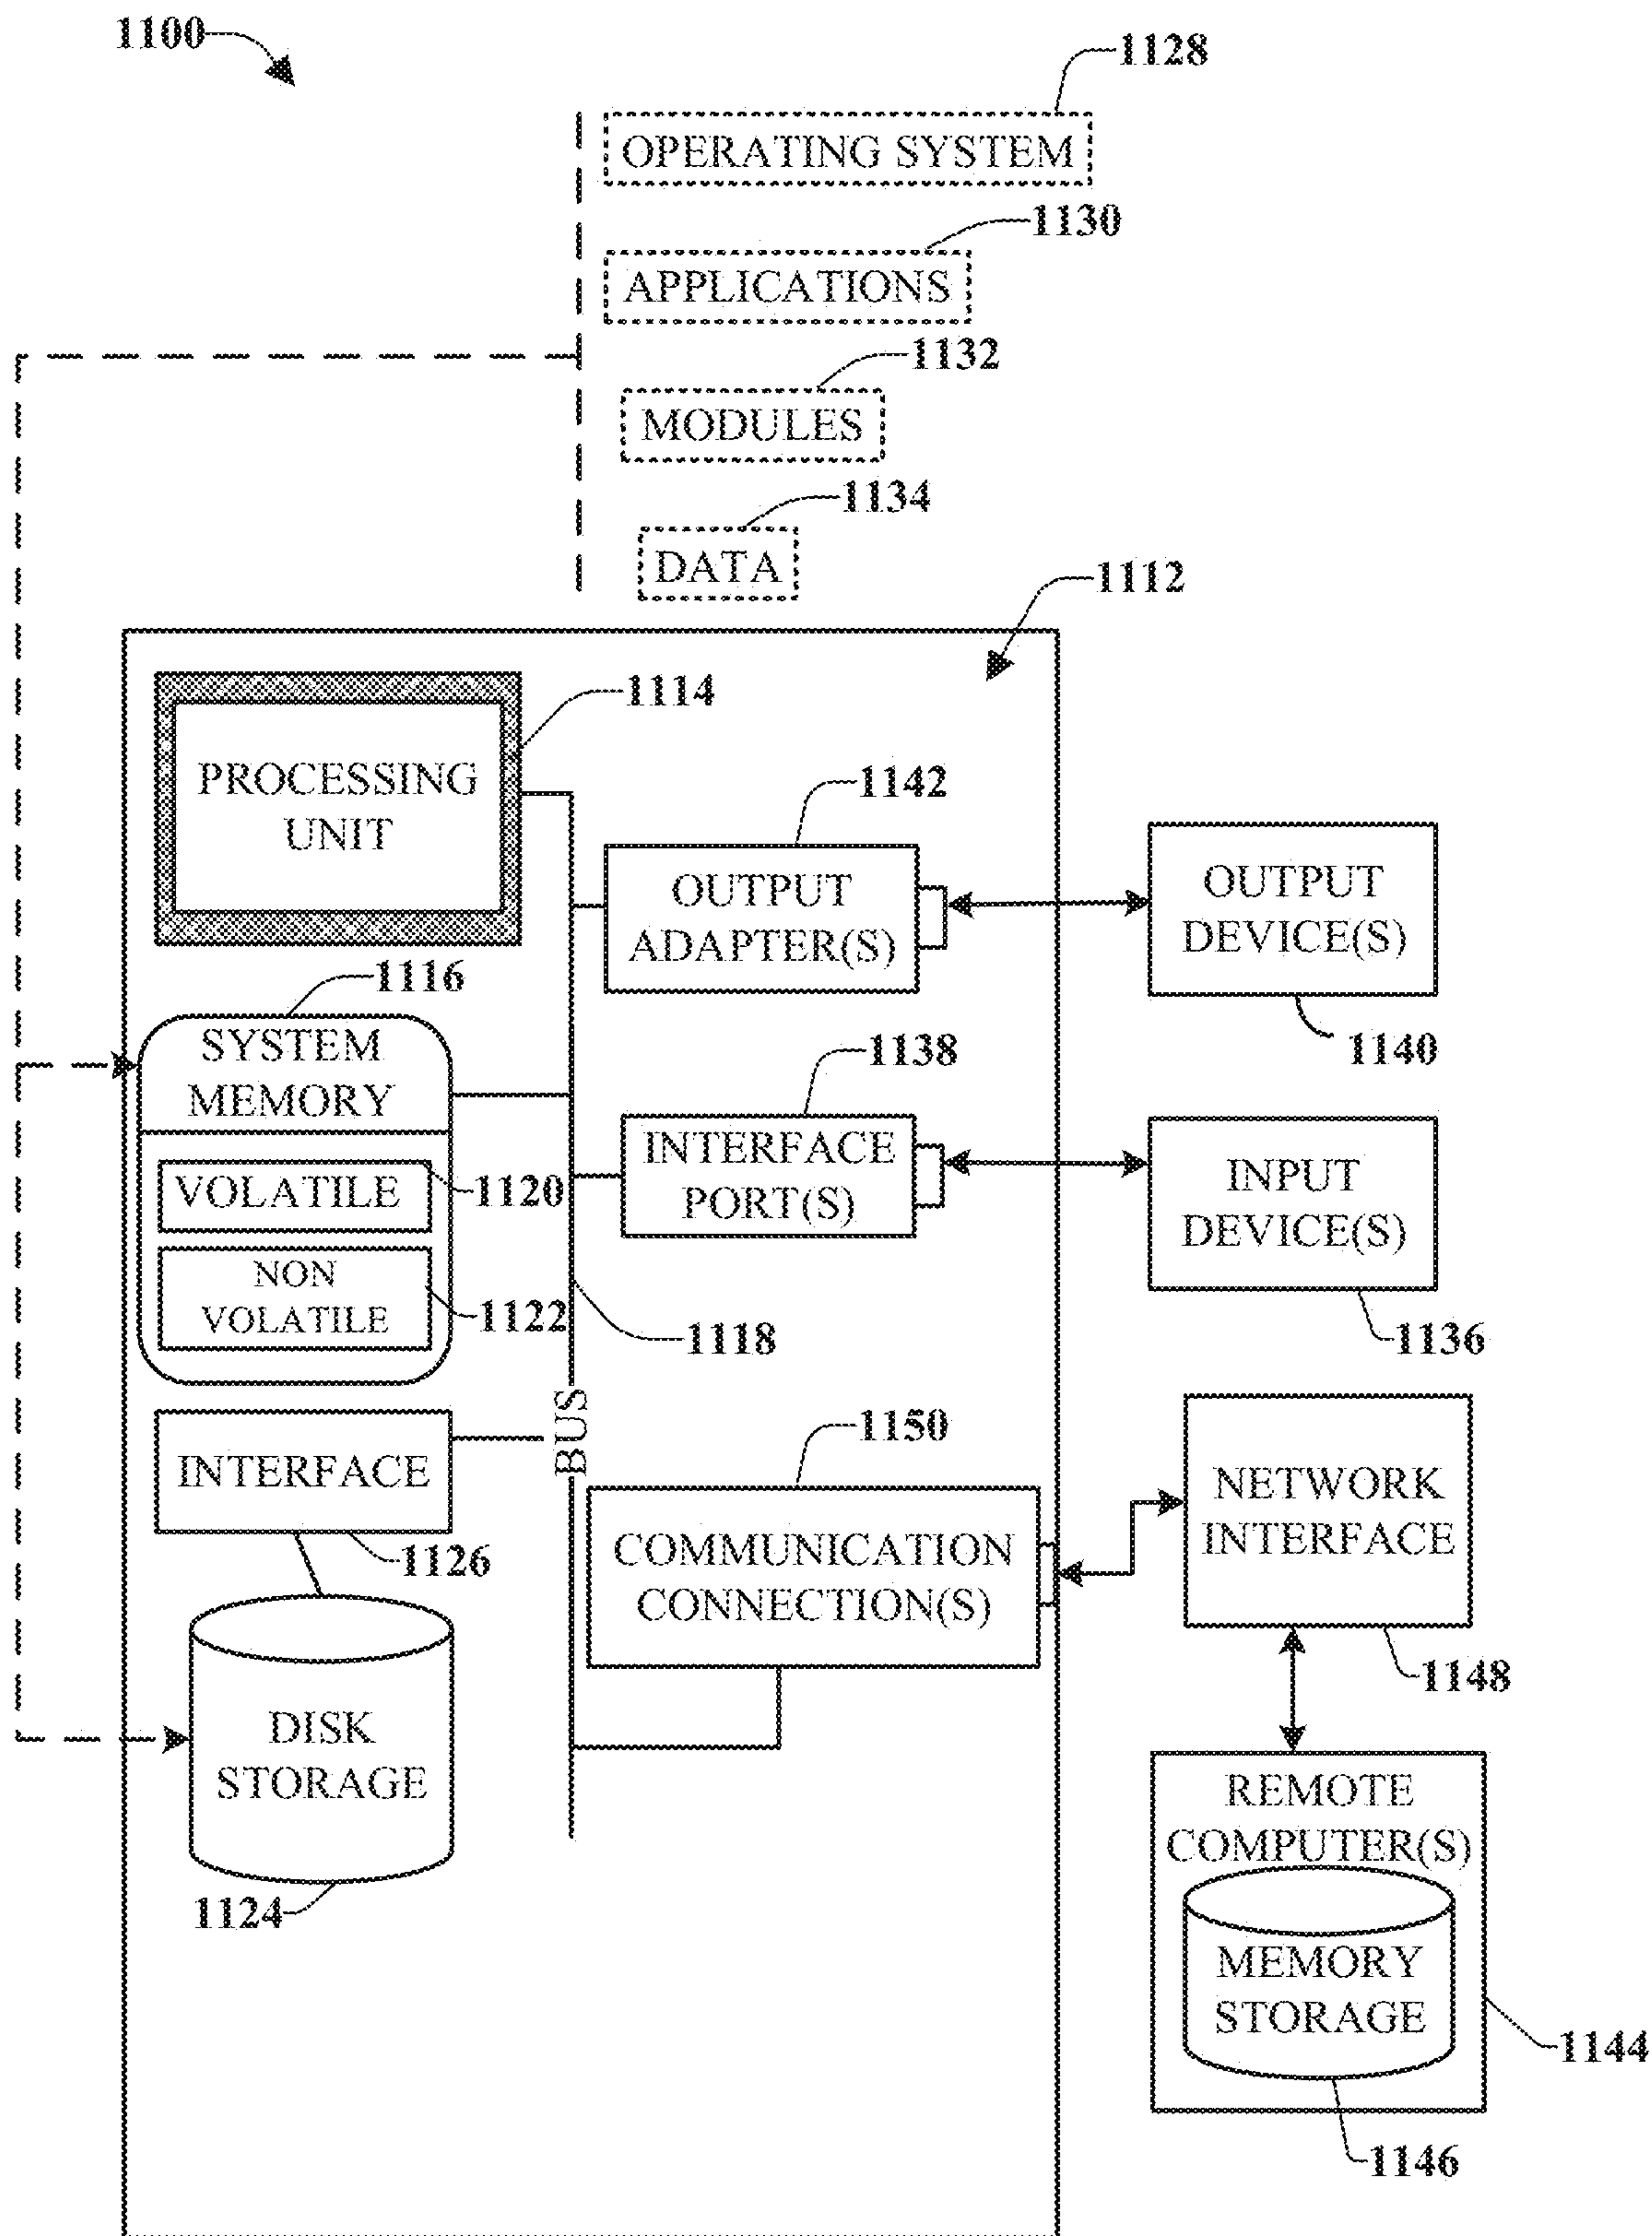 1100
1128
OPERATING SYSTEM
1130
APPLICATIONS
1132
MODULES
1134
DATA
1112
1114
PROCESSING
UNIT
1142
OUTPUT
ADAPTER(S)
OUTPUT
DEVICE(S)
1140
1116
SYSTEM
MEMORY
VOLATILE
1120
NON
VOLATILE
1122
1138
INTERFACE
PORT(S)
INPUT
DEVICE(S)
1136
1118
BUS
INTERFACE
1126
1150
COMMUNICATION
CONNECTION(S)
NETWORK
INTERFACE
1148
DISK
STORAGE
1124
REMOTE
COMPUTER(S)
MEMORY
STORAGE
1144
1146